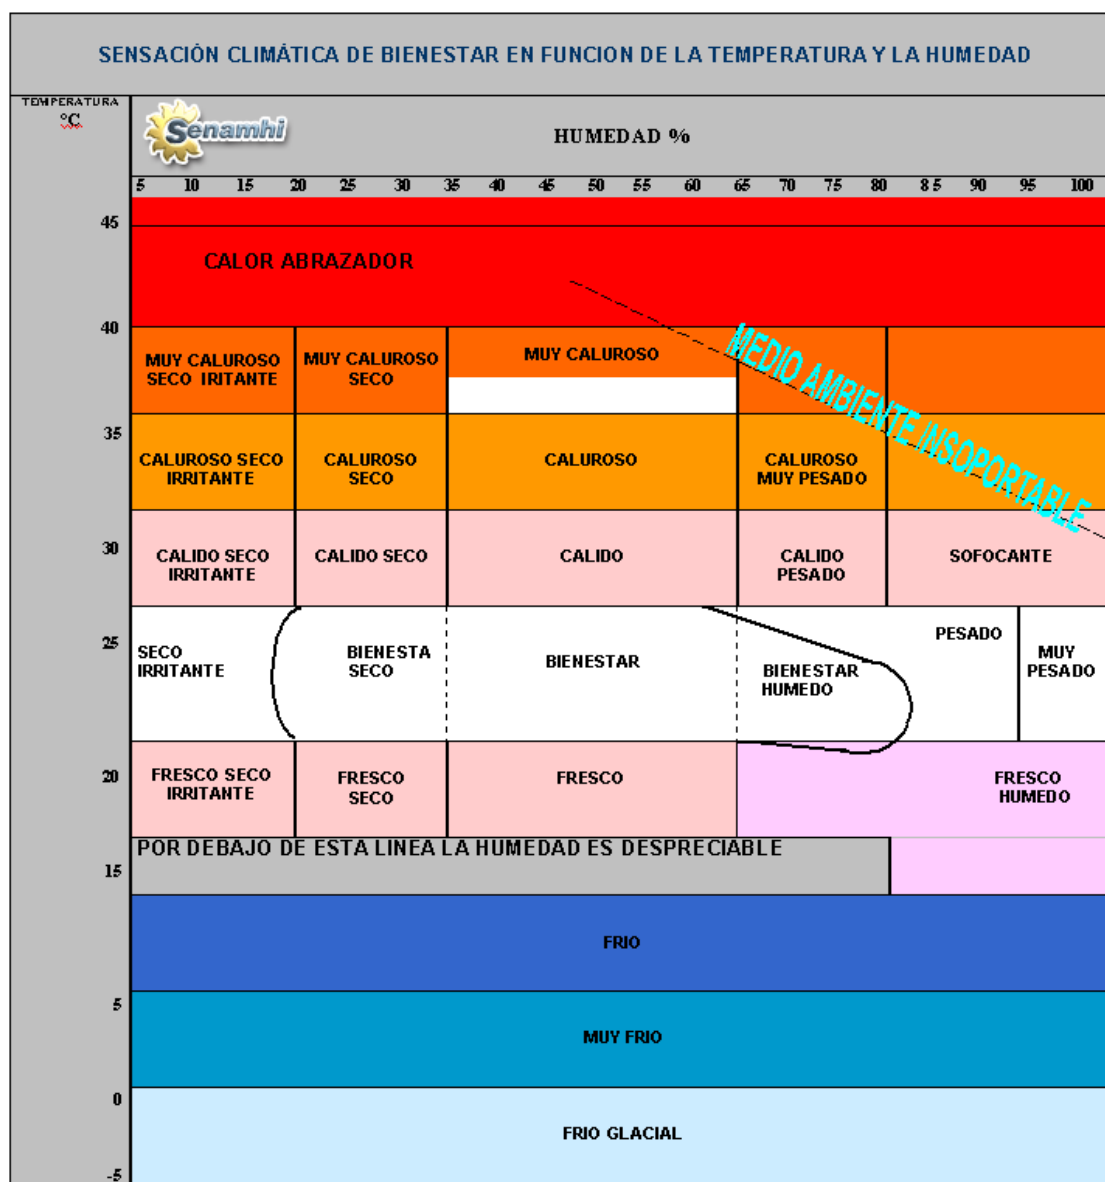 SENSACIÓN CLIMÁTICA DE BIENESTAR EN FUNCION DE LA TEMPERATURA Y LA HUMEDAD
TEMPERATURA
°C
Senamhi
HUMEDAD %
5 10 15 20 25 30 35 40 45 50 55 60 65 70 75 80 8 5 90 95 100
45
CALOR ABRAZADOR
40
MUY CALUROSO
SECO IRITANTE
MUY CALUROSO
SECO
MUY CALUROSO
MEDIO AMBIENTE INSOPORTABLE
35
CALUROSO SECO
IRRITANTE
CALUROSO
SECO
CALUROSO
CALUROSO
MUY PESADO
30
CALIDO SECO
IRRITANTE
CALIDO SECO
CALIDO
CALIDO
PESADO
SOFOCANTE
25
SECO
IRRITANTE
BIENESTA
SECO
BIENESTAR
BIENESTAR
HUMEDO
PESADO
MUY
PESADO
20
FRESCO SECO
IRRITANTE
FRESCO
SECO
FRESCO
FRESCO
HUMEDO
POR DEBAJO DE ESTA LINEA LA HUMEDAD ES DESPRECIABLE
15
FRIO
5
MUY FRIO
0
FRIO GLACIAL
-5